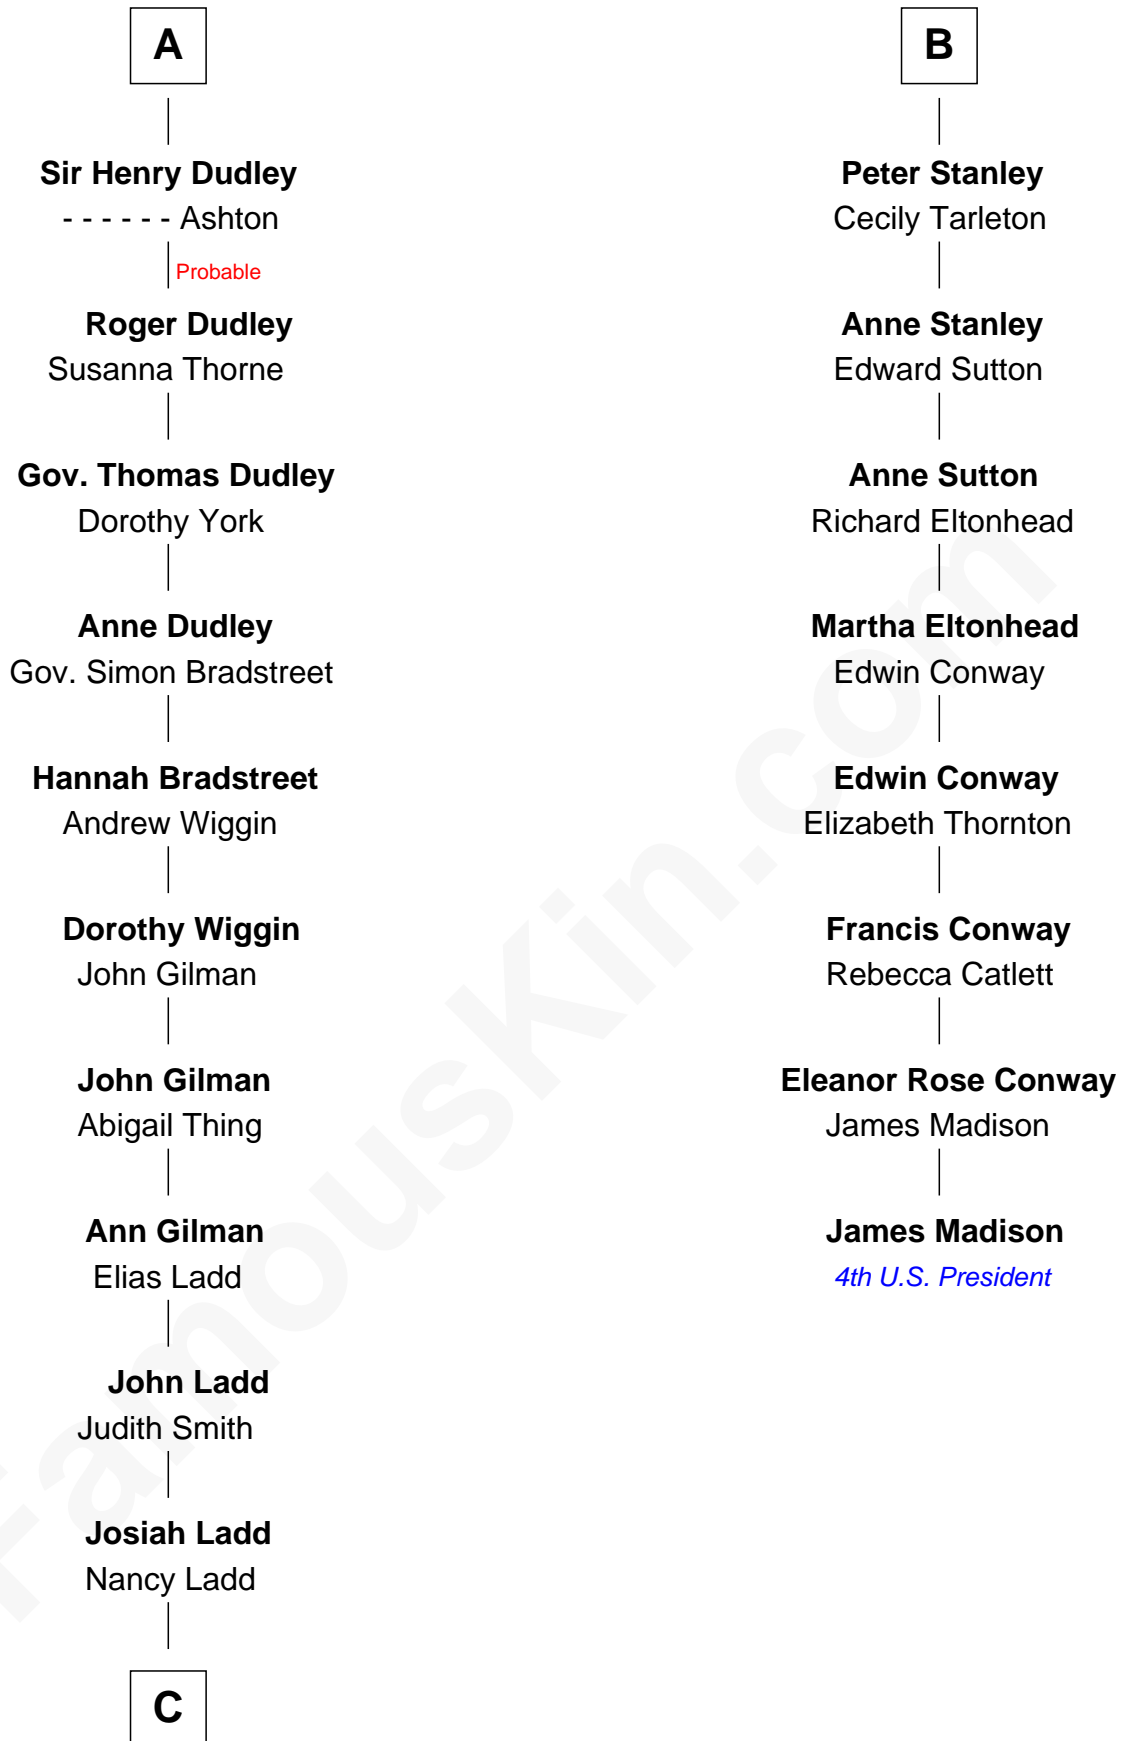 A
Sir Henry Dudley
- - - - - - Ashton
Probable
Roger Dudley
Susanna Thorne
Gov. Thomas Dudley
Dorothy York
Anne Dudley
Gov. Simon Bradstreet
Hannah Bradstreet
Andrew Wiggin
Dorothy Wiggin
John Gilman
John Gilman
Abigail Thing
Ann Gilman
Elias Ladd
John Ladd
Judith Smith
Josiah Ladd
Nancy Ladd
C
B
Peter Stanley
Cecily Tarleton
Anne Stanley
Edward Sutton
Anne Sutton
Richard Eltonhead
Martha Eltonhead
Edwin Conway
Edwin Conway
Elizabeth Thornton
Francis Conway
Rebecca Catlett
Eleanor Rose Conway
James Madison
James Madison
4th U.S. President
FamousKin.com